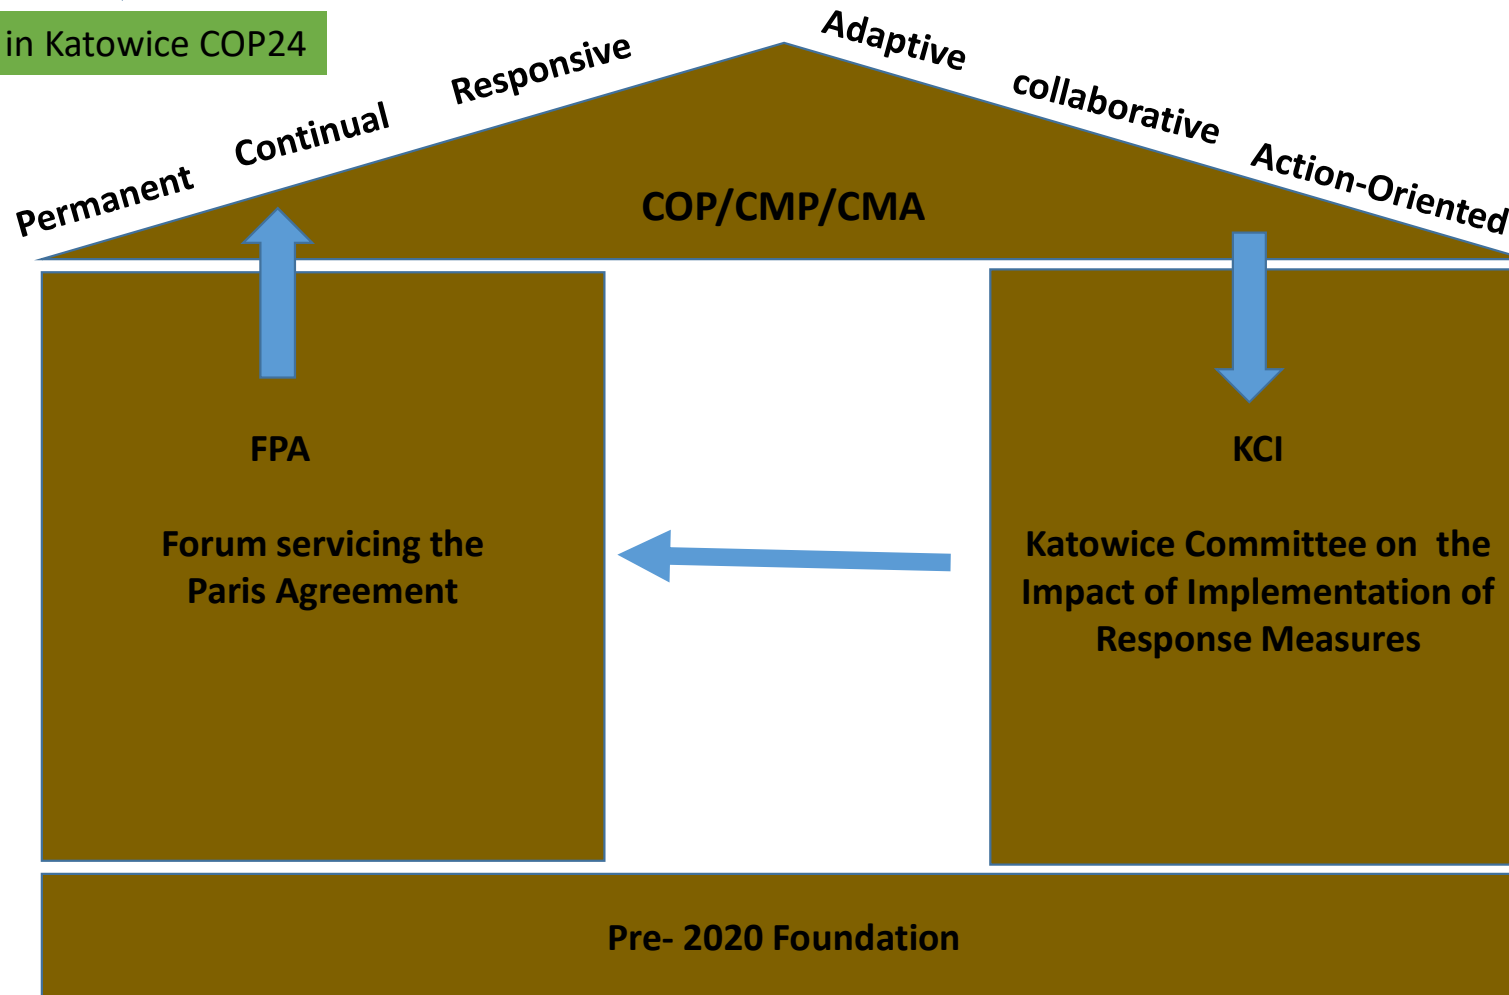 in Katowice COP24
Permanent Continual Responsive
Adaptive collaborative Action-Oriented
COP/CMP/CMA
FPA
Forum servicing the
Paris Agreement
KCI
Katowice Committee on the
Impact of Implementation of
Response Measures
Pre- 2020 Foundation